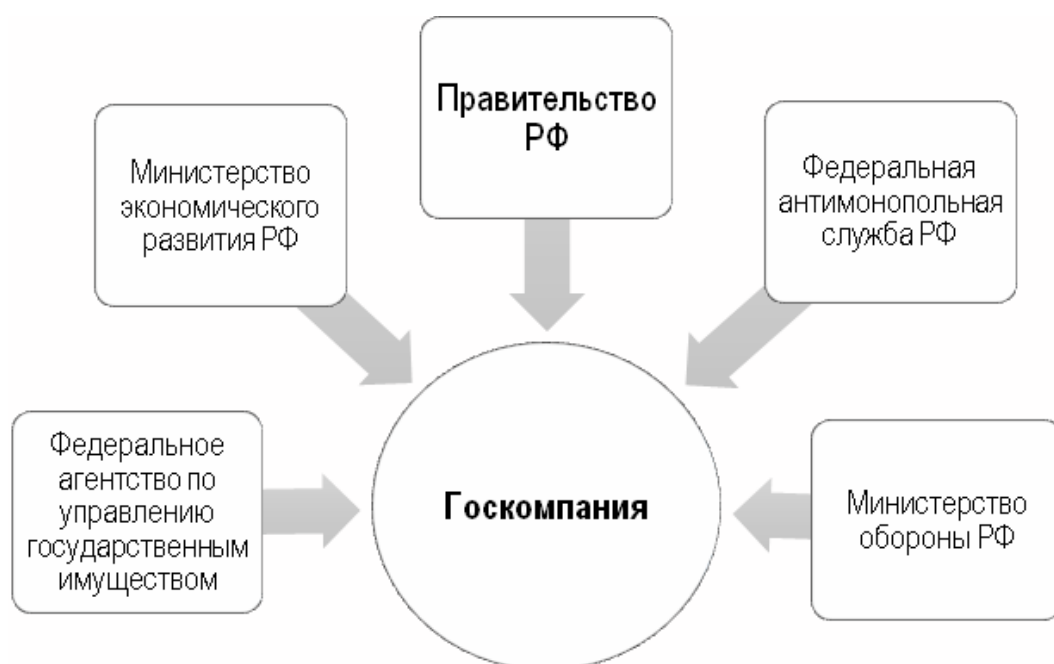 Правительство
РФ
Министерство
экономического
развития РФ
Федеральная
антимонопольная
служба РФ
Федеральное
агентство по
управлению
государственным
имуществом
Госкомпания
Министерство
обороны РФ